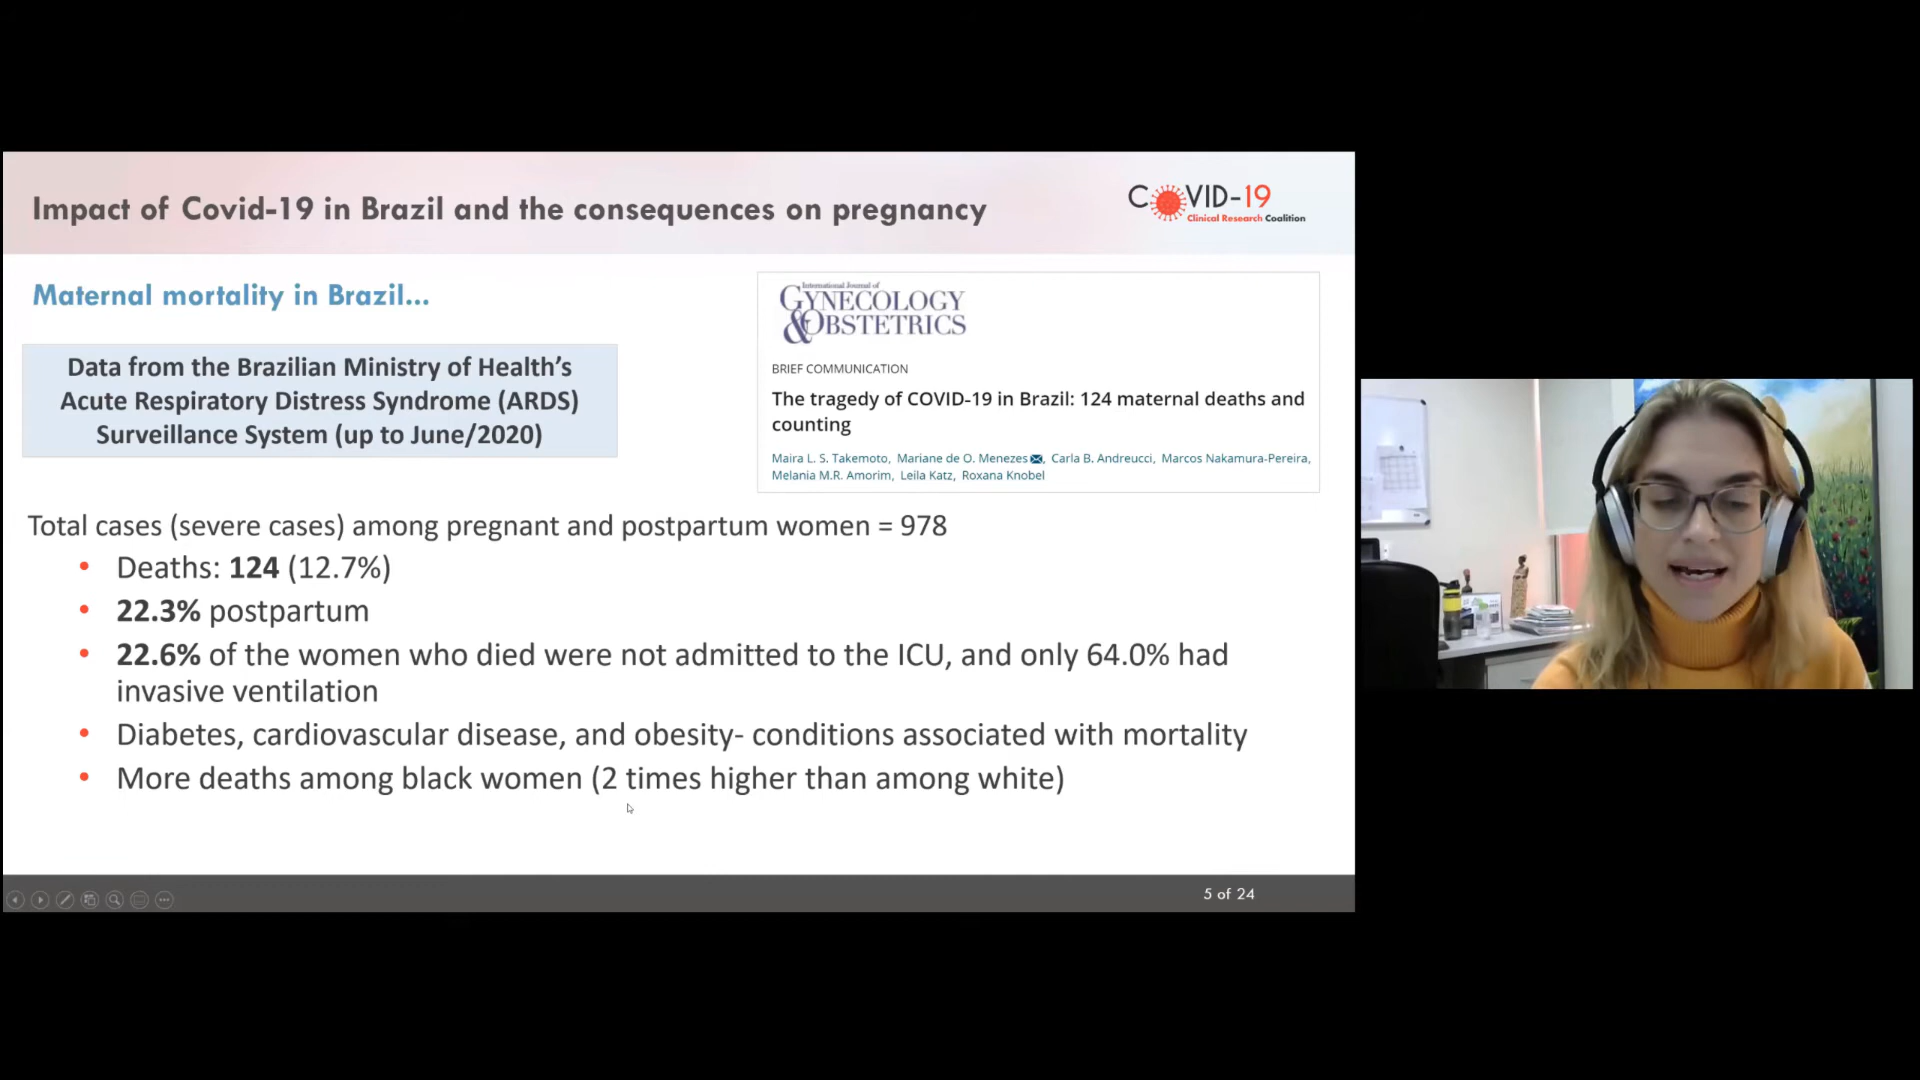 Impact of Covid-19 in Brazil and the consequences on pregnancy
COVID-19
Clinical Research Coalition
Maternal mortality in Brazil...
Data from the Brazilian Ministry of Health’s
Acute Respiratory Distress Syndrome (ARDS)
Surveillance System (up to June/2020)
International Journal of
GYNECOLOGY
&OBSTETRICS
BRIEF COMMUNICATION
The tragedy of COVID-19 in Brazil: 124 maternal deaths and
counting
Maira L. S. Takemoto, Mariane de O. Menezes, Carla B. Andreucci, Marcos Nakamura-Pereira,
Melania M.R. Amorim, Leila Katz, Roxana Knobel
Total cases (severe cases) among pregnant and postpartum women = 978
• Deaths: 124 (12.7%)
• 22.3% postpartum
• 22.6% of the women who died were not admitted to the ICU, and only 64.0% had
invasive ventilation
• Diabetes, cardiovascular disease, and obesity- conditions associated with mortality
• More deaths among black women (2 times higher than among white)
5 of 24